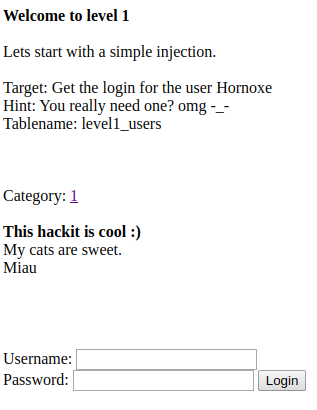 Welcome to level 1
Lets start with a simple injection.
Target: Get the login for the user Hornoxe
Hint: You really need one? omg -_-
Tablename: level1_users
Category: 1
This hackit is cool :)
My cats are sweet.
Miau
Username:
Password: Login